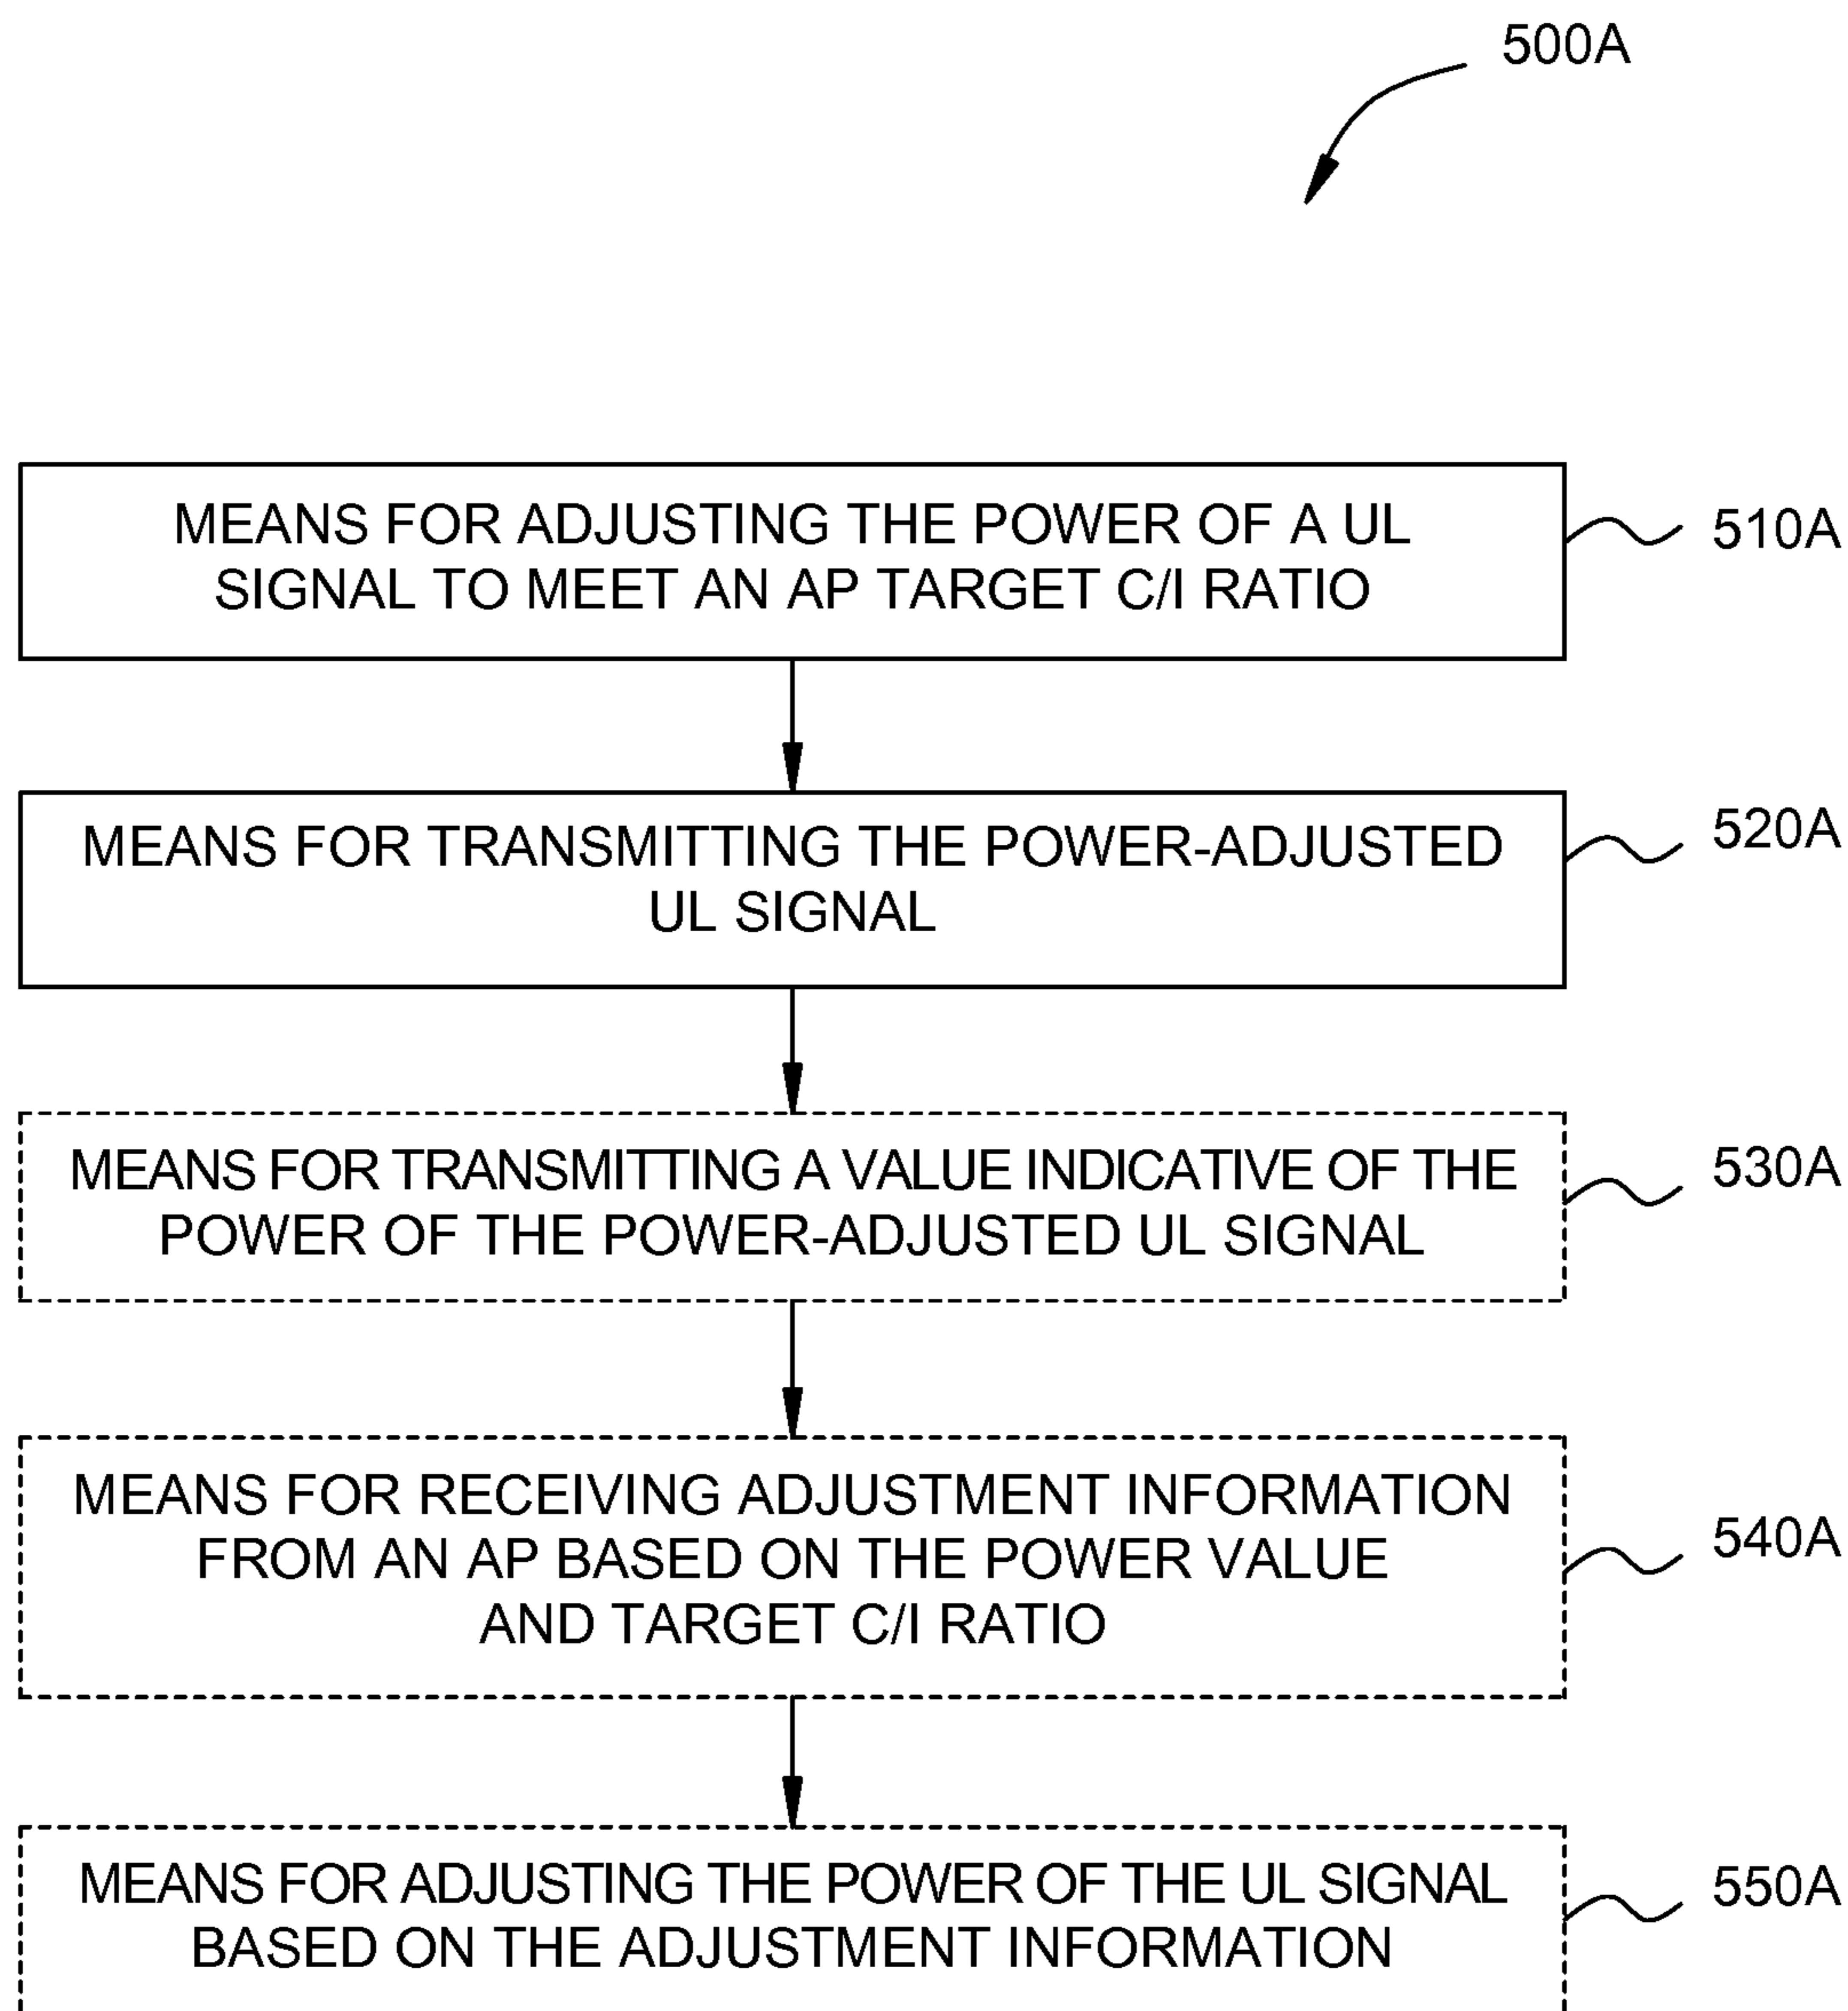 500A
MEANS FOR ADJUSTING THE POWER OF A UL
SIGNAL TO MEET AN AP TARGET C/I RATIO
510A
MEANS FOR TRANSMITTING THE POWER-ADJUSTED
UL SIGNAL
520A
MEANS FOR TRANSMITTING A VALUE INDICATIVE OF THE
POWER OF THE POWER-ADJUSTED UL SIGNAL
530A
MEANS FOR RECEIVING ADJUSTMENT INFORMATION
FROM AN AP BASED ON THE POWER VALUE
AND TARGET C/I RATIO
540A
MEANS FOR ADJUSTING THE POWER OF THE UL SIGNAL
BASED ON THE ADJUSTMENT INFORMATION
550A